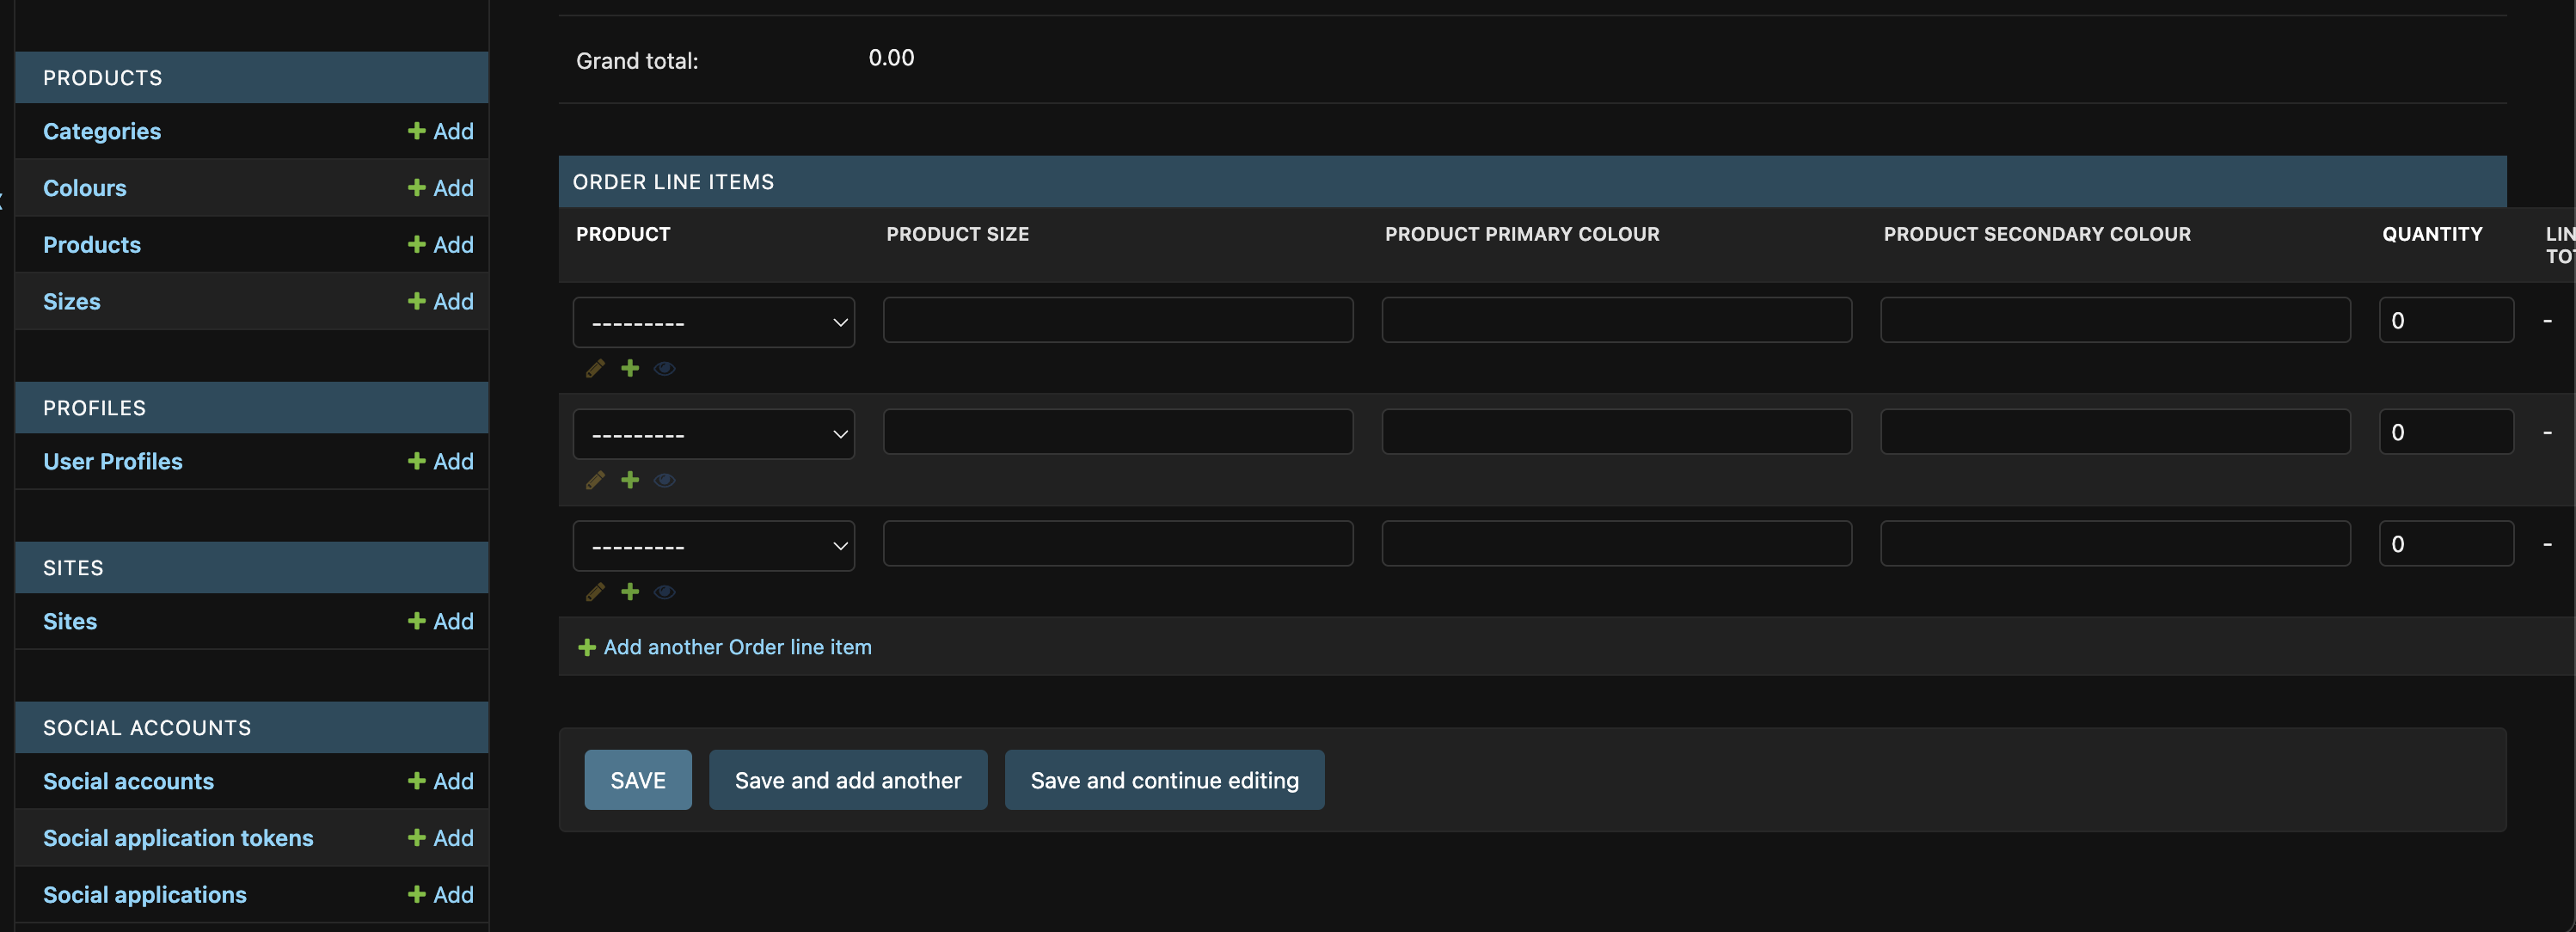 PRODUCTS
Categories
Add
Colours
Add
Products
Add
Sizes
Add
PROFILES
User Profiles
Add
SITES
Sites
Add
SOCIAL ACCOUNTS
Social accounts
Add
Social application tokens
Add
Social applications
Add
Grand total:
0.00
ORDER LINE ITEMS
PRODUCT
PRODUCT SIZE
PRODUCT PRIMARY COLOUR
PRODUCT SECONDARY COLOUR
QUANTITY
---------
0
-
---------
0
-
---------
0
-
Add another Order line item
SAVE
Save and add another
Save and continue editing